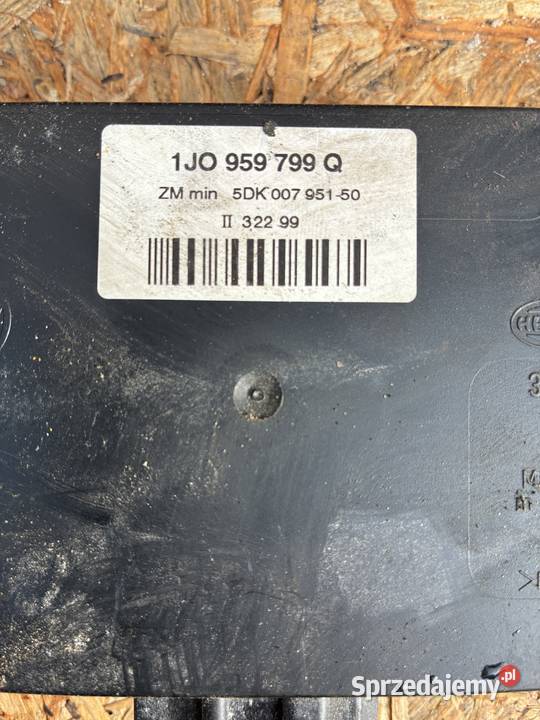 1JO 959 799 Q
ZM min 5DK 007 951-50
II 322 99
Sprzedajemy.pl